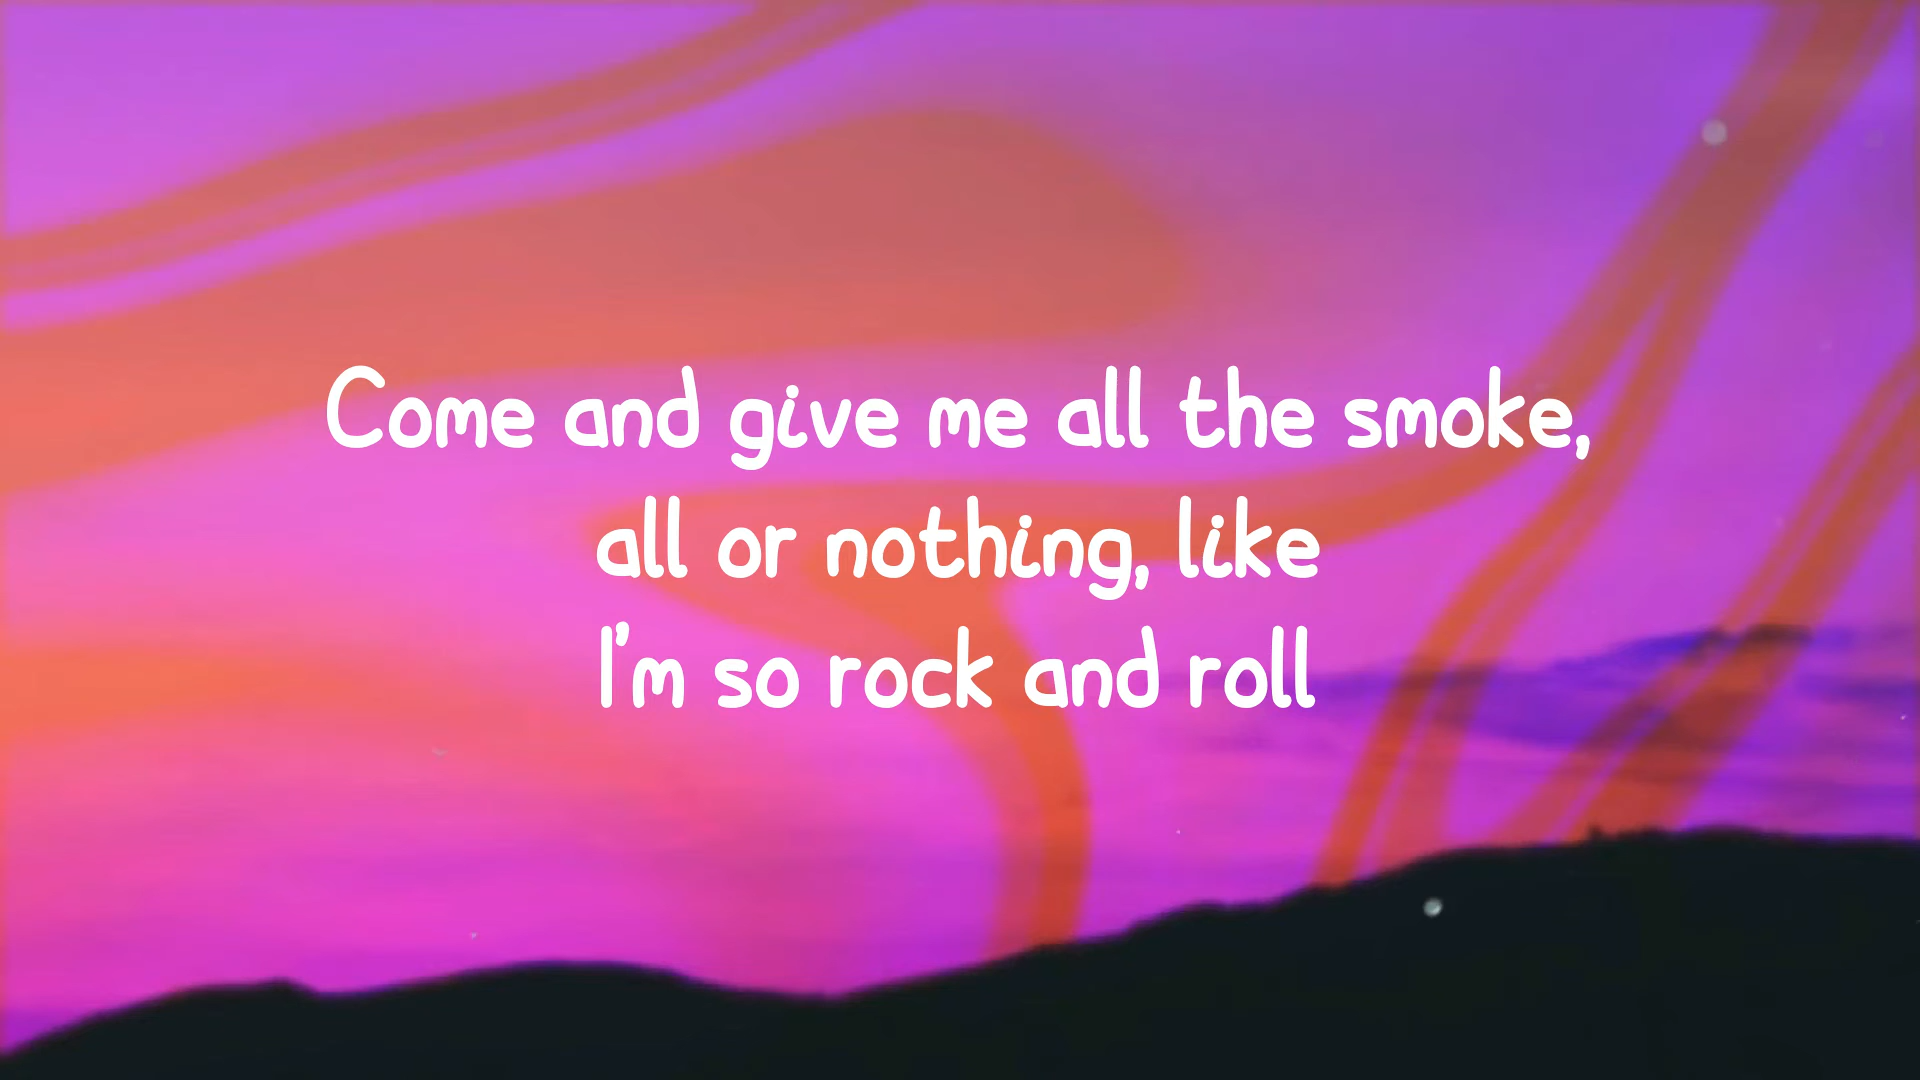 Come and give me all the smoke,
all or nothing, like
I'm so rock and roll